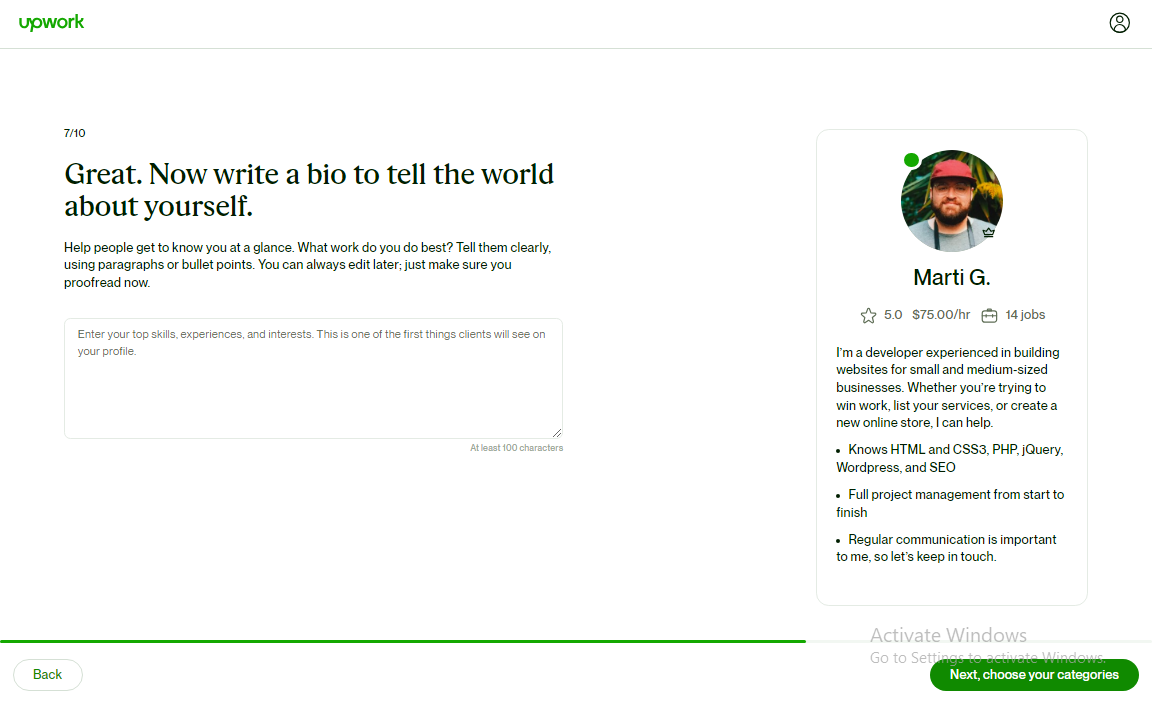 upwork
7/10
Great. Now write a bio to tell the world
about yourself.
Help people get to know you at a glance. What work do you do best? Tell them clearly,
using paragraphs or bullet points. You can always edit later; just make sure you
proofread now.
Enter your top skills, experiences, and interests. This is one of the first things clients will see on
your profile.
At least 100 characters
Marti G.
5.0 $75.00/hr 14 jobs
I’m a developer experienced in building
websites for small and medium-sized
businesses. Whether you’re trying to
win work, list your services, or create a
new online store, I can help.
• Knows HTML and CSS3, PHP, jQuery,
Wordpress, and SEO
• Full project management from start to
finish
• Regular communication is important
to me, so let’s keep in touch.
Activate Windows
Go to Settings to activate Windows.
Back
Next, choose your categories